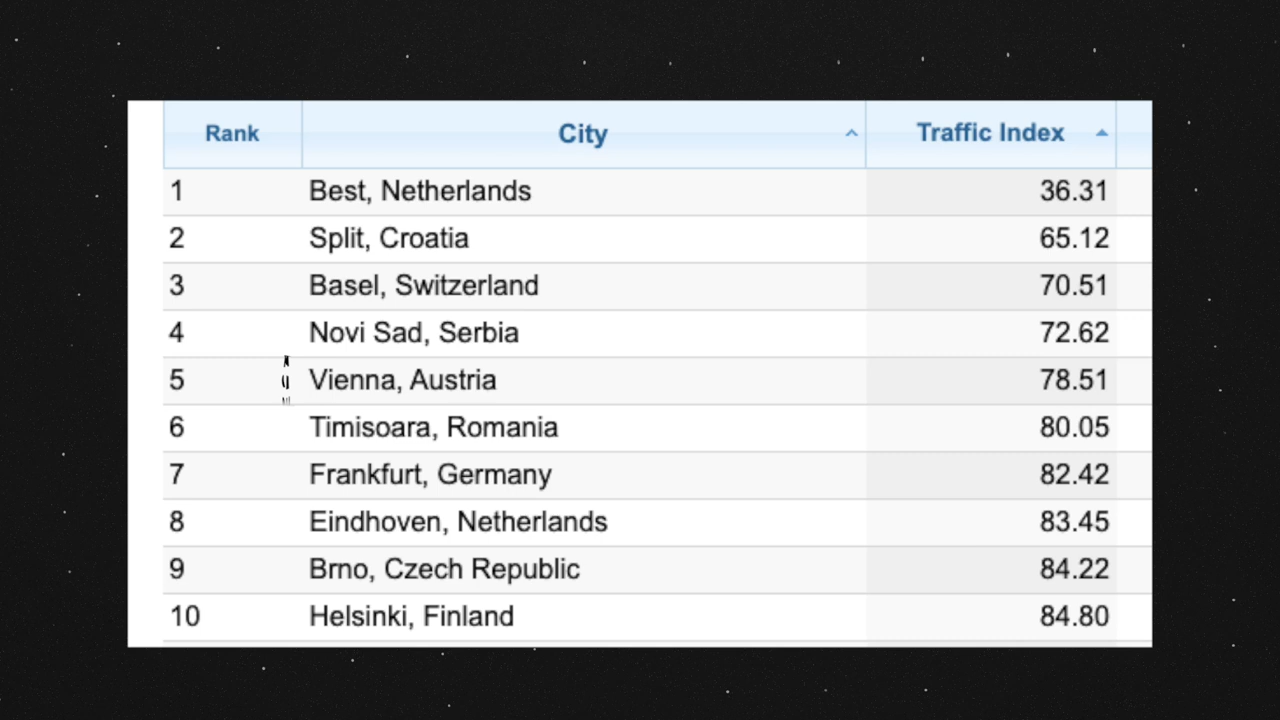 Rank City Traffic Index
1 Best, Netherlands 36.31
2 Split, Croatia 65.12
3 Basel, Switzerland 70.51
4 Novi Sad, Serbia 72.62
5 Vienna, Austria 78.51
6 Timisoara, Romania 80.05
7 Frankfurt, Germany 82.42
8 Eindhoven, Netherlands 83.45
9 Brno, Czech Republic 84.22
10 Helsinki, Finland 84.80